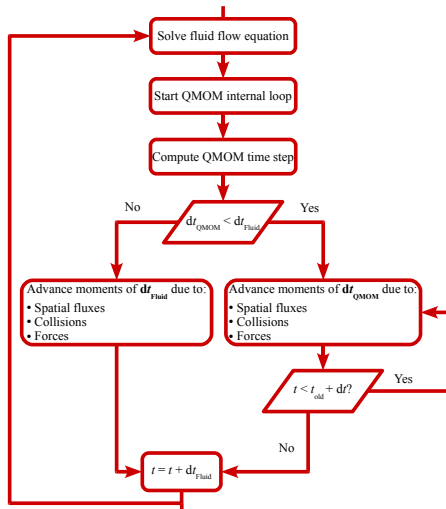 Solve fluid flow equation
Start QMOM internal loop
Compute QMOM time step
No
dt_QMOM < dt_Fluid
Yes
Advance moments of dt_Fluid due to:
• Spatial fluxes
• Collisions
• Forces
Advance moments of dt_QMOM due to:
• Spatial fluxes
• Collisions
• Forces
t < t_old + dt?
Yes
No
t = t + dt_Fluid